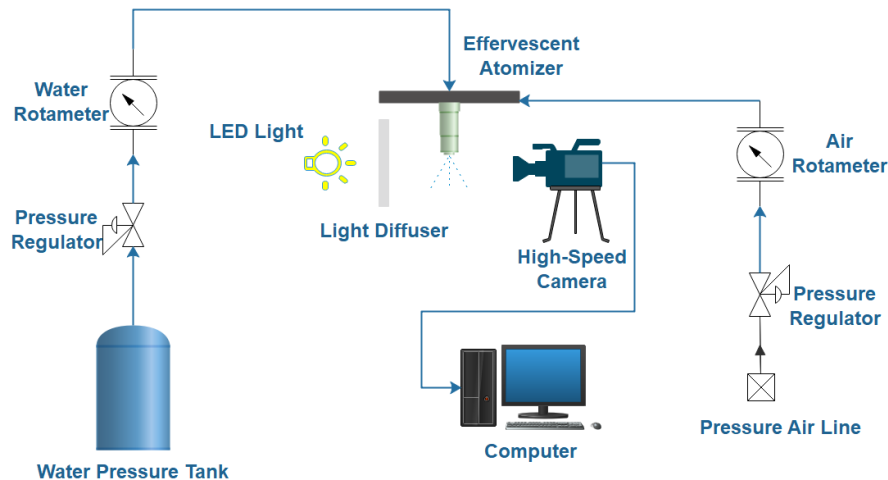 Effervescent
Atomizer
Water
Rotameter
LED Light
Air
Rotameter
Pressure
Regulator
Light Diffuser
High-Speed
Camera
Pressure
Regulator
Computer
Pressure Air Line
Water Pressure Tank